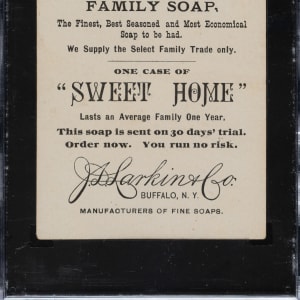 FAMILY SOAP,
The Finest, Best Seasoned and Most Economical
Soap to be had.
We Supply the Select Family Trade only.
ONE CASE OF
"SWEET HOME"
Lasts an Average Family One Year.
This soap is sent on 30 days' trial.
Order now. You run no risk.
J.D. Larkin & Co.
BUFFALO, N. Y.
MANUFACTURERS OF FINE SOAPS.